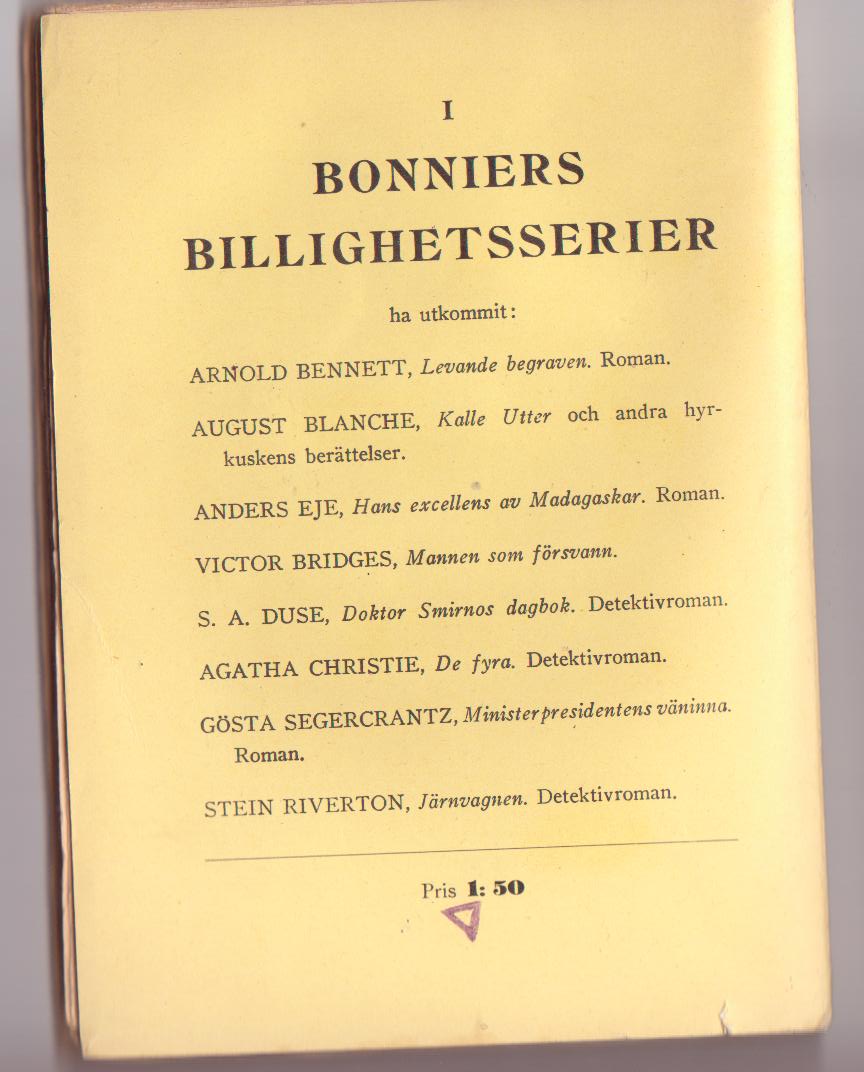 I
BONNIERS
BILLIGHETSSERIER
ha utkommit:
ARNOLD BENNETT, Levande begraven. Roman.
AUGUST BLANCHE, Kalle Utter och andra hyr-
kuskens berättelser.
ANDERS EJE, Hans excellens av Madagaskar. Roman.
VICTOR BRIDGES, Mannen som försvann.
S. A. DUSE, Doktor Smirnos dagbok. Detektivroman.
AGATHA CHRISTIE, De fyra. Detektivroman.
GÖSTA SEGERCRANTZ, Ministerpresidentens väninna.
Roman.
STEIN RIVERTON, Järnvagnen. Detektivroman.
Pris 1: 50